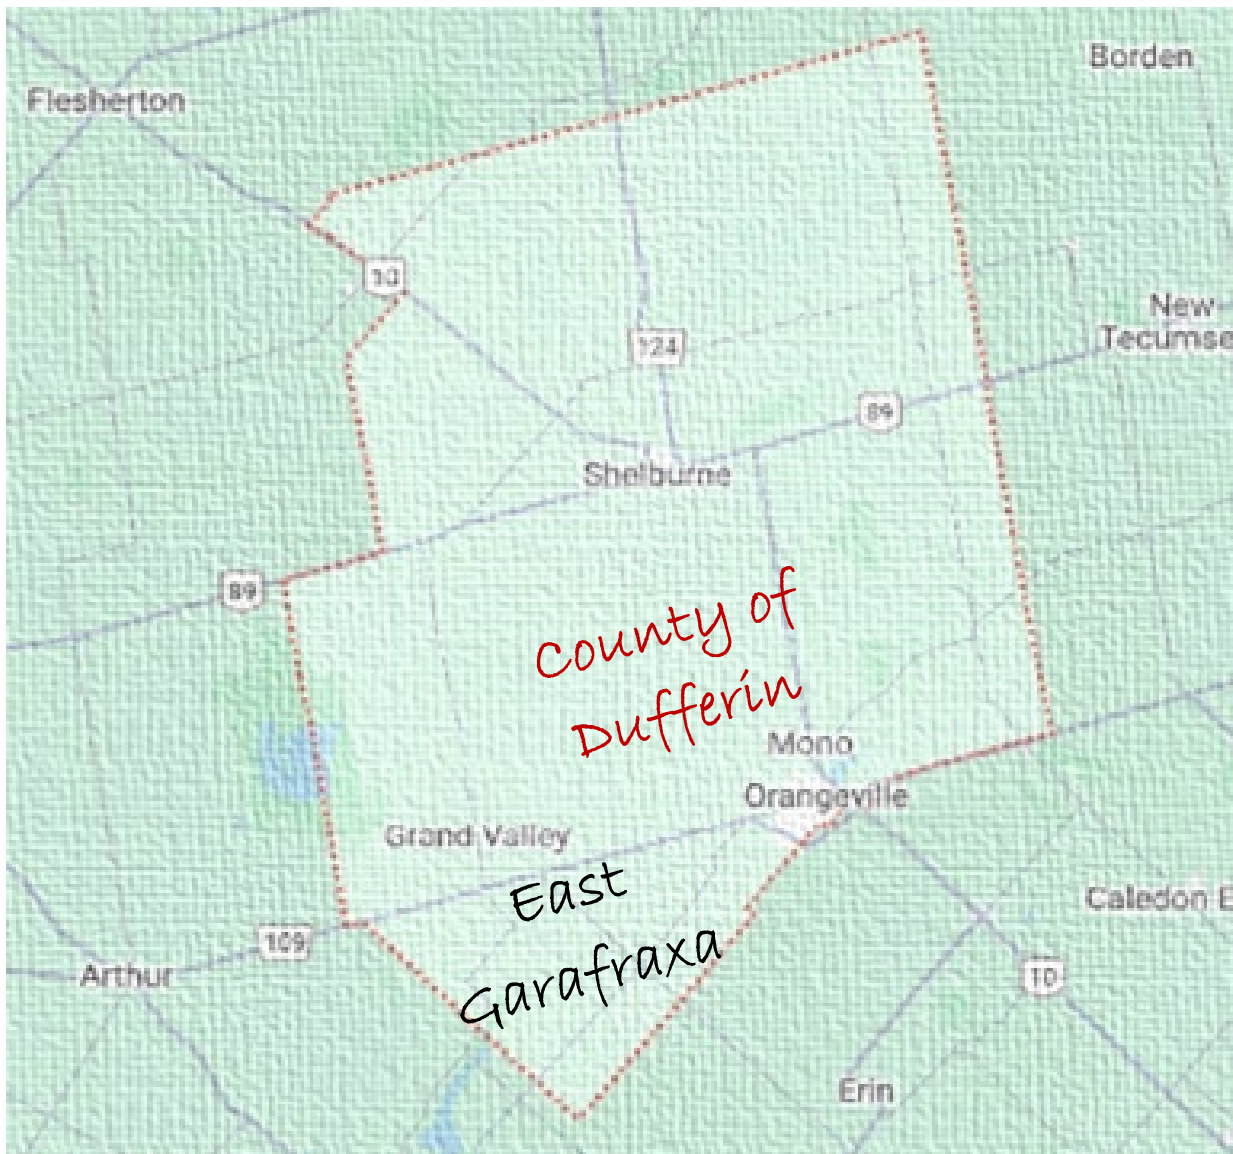 Borden
Flesherton
10
New
Tecumse
124
89
Shelburne
89
County of
Dufferin
Mono
Orangeville
Grand Valley
East
Garafraxa
Caledon E
109
Arthur
10
Erin